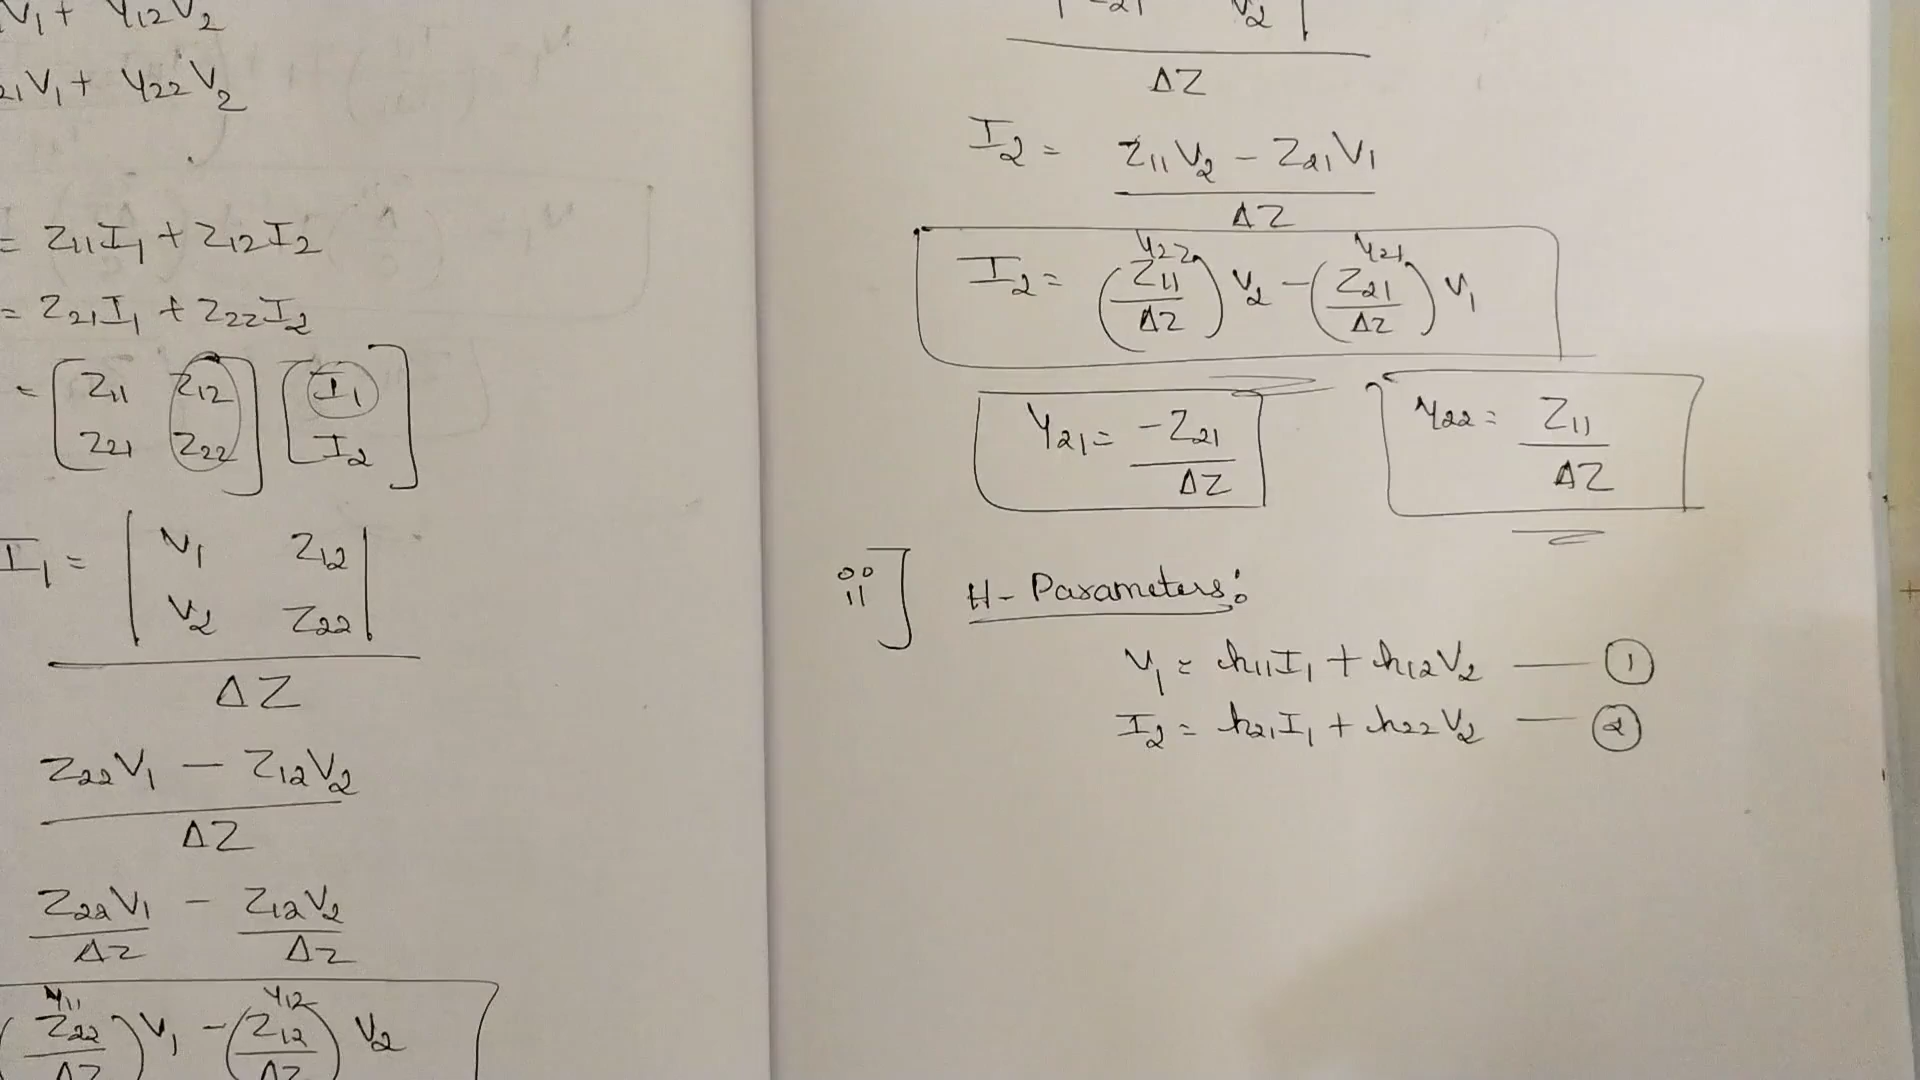 V1 + Y12V2
21V1 + Y22V2
= Z11I1 + Z12I2
= Z21I1 + Z22I2
= [Z11 Z12] [I1]
[Z21 Z22] [I2]
I1 = | V1 Z12 |
| V2 Z22 |
ΔZ
Z22V1 - Z12V2
ΔZ
Z22V1 - Z12V2
ΔZ ΔZ
Y11 Y12
(Z22/ΔZ) V1 - (Z12/ΔZ) V2
V2 |
ΔZ
I2 = Z11V2 - Z21V1
ΔZ
Y22 Y21
I2 = (Z11/ΔZ) V2 - (Z21/ΔZ) V1
Y21 = -Z21/ΔZ Y22 = Z11/ΔZ
ii] H- Parameters:
V1 = h11I1 + h12V2 — ①
I2 = h21I1 + h22V2 — ②